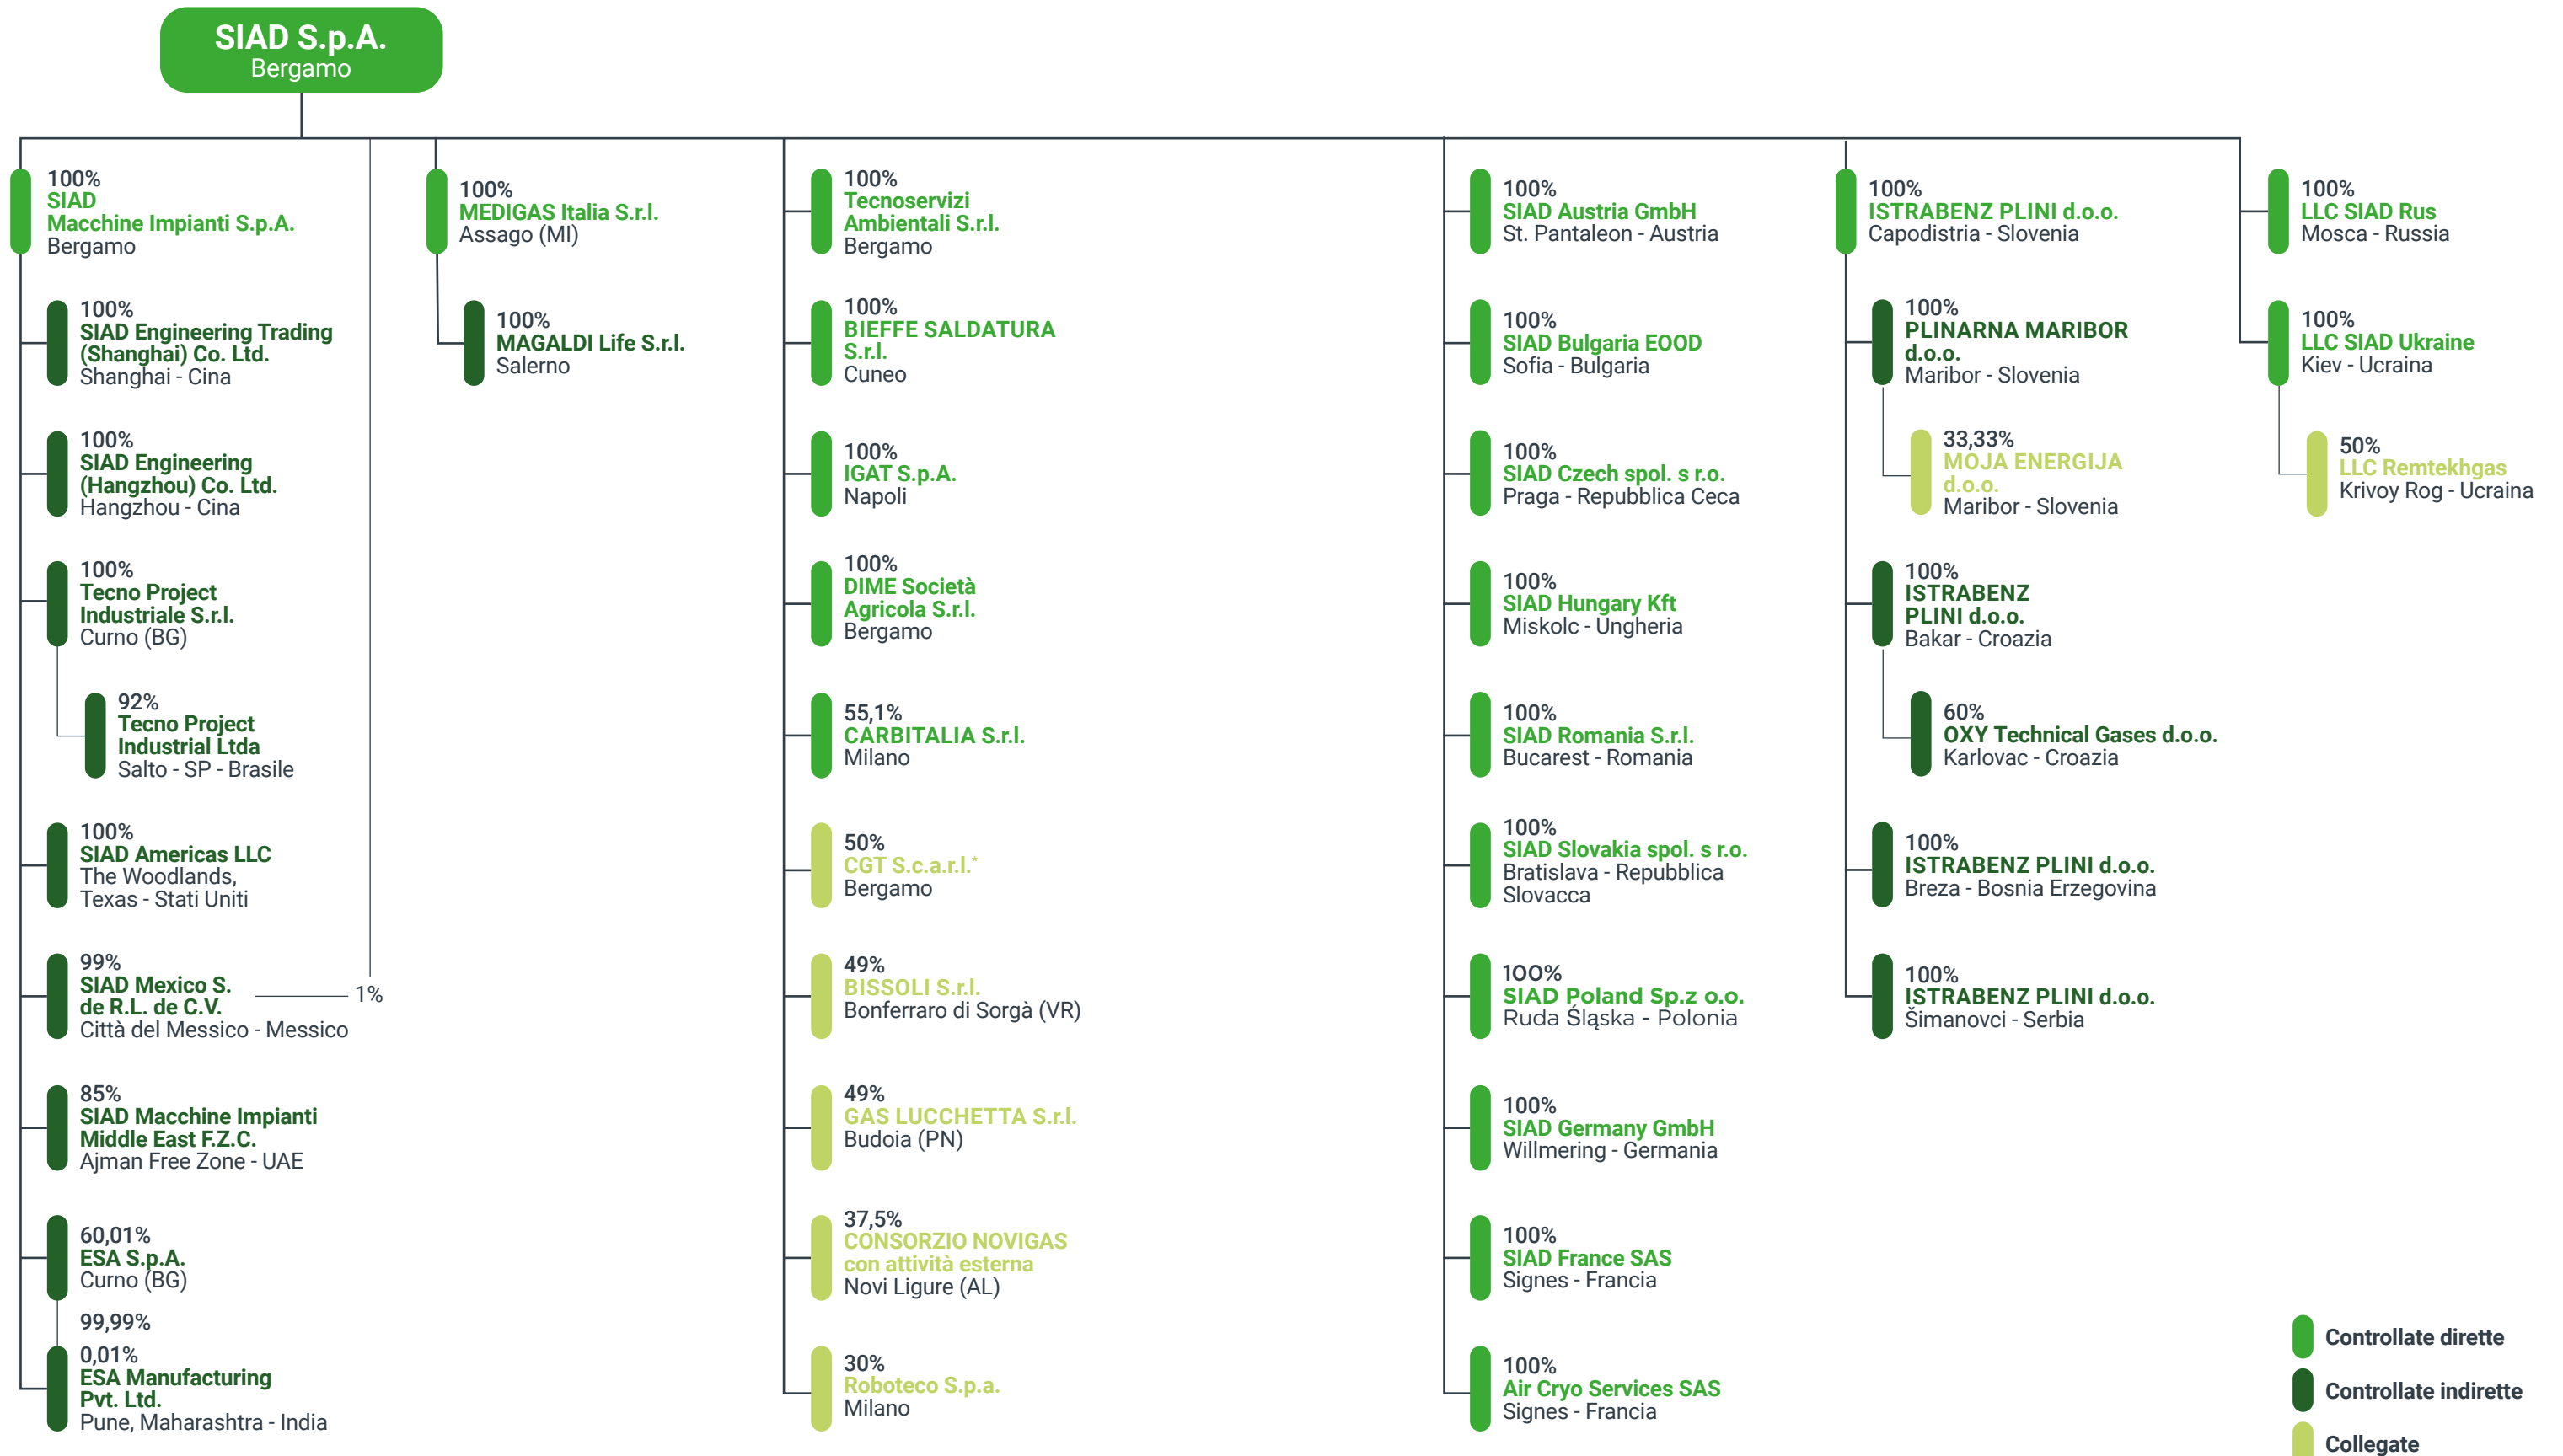 SIAD S.p.A.
Bergamo
100%
SIAD
Macchine Impianti S.p.A.
Bergamo
100%
SIAD Engineering Trading
(Shanghai) Co. Ltd.
Shanghai - Cina
100%
SIAD Engineering
(Hangzhou) Co. Ltd.
Hangzhou - Cina
100%
Tecno Project
Industriale S.r.l.
Curno (BG)
92%
Tecno Project
Industrial Ltda
Salto - SP - Brasile
100%
SIAD Americas LLC
The Woodlands,
Texas - Stati Uniti
99%
SIAD Mexico S.
de R.L. de C.V.
Città del Messico - Messico
1%
85%
SIAD Macchine Impianti
Middle East F.Z.C.
Ajman Free Zone - UAE
60,01%
ESA S.p.A.
Curno (BG)
99,99%
0,01%
ESA Manufacturing
Pvt. Ltd.
Pune, Maharashtra - India
100%
MEDIGAS Italia S.r.l.
Assago (MI)
100%
MAGALDI Life S.r.l.
Salerno
100%
Tecnoservizi
Ambientali S.r.l.
Bergamo
100%
BIEFFE SALDATURA
S.r.l.
Cuneo
100%
IGAT S.p.A.
Napoli
100%
DIME Società
Agricola S.r.l.
Bergamo
55,1%
CARBITALIA S.r.l.
Milano
50%
CGT S.c.a.r.l.*
Bergamo
49%
BISSOLI S.r.l.
Bonferraro di Sorgà (VR)
49%
GAS LUCCHETTA S.r.l.
Budoia (PN)
37,5%
CONSORZIO NOVIGAS
con attività esterna
Novi Ligure (AL)
30%
Roboteco S.p.a.
Milano
100%
SIAD Austria GmbH
St. Pantaleon - Austria
100%
SIAD Bulgaria EOOD
Sofia - Bulgaria
100%
SIAD Czech spol. s r.o.
Praga - Repubblica Ceca
100%
SIAD Hungary Kft
Miskolc - Ungheria
100%
SIAD Romania S.r.l.
Bucarest - Romania
100%
SIAD Slovakia spol. s r.o.
Bratislava - Repubblica
Slovacca
100%
SIAD Poland Sp.z o.o.
Ruda Śląska - Polonia
100%
SIAD Germany GmbH
Willmering - Germania
100%
SIAD France SAS
Signes - Francia
100%
Air Cryo Services SAS
Signes - Francia
100%
ISTRABENZ PLINI d.o.o.
Capodistria - Slovenia
100%
PLINARNA MARIBOR
d.o.o.
Maribor - Slovenia
33,33%
MOJA ENERGIJA
d.o.o.
Maribor - Slovenia
100%
ISTRABENZ
PLINI d.o.o.
Bakar - Croazia
60%
OXY Technical Gases d.o.o.
Karlovac - Croazia
100%
ISTRABENZ PLINI d.o.o.
Breza - Bosnia Erzegovina
100%
ISTRABENZ PLINI d.o.o.
Šimanovci - Serbia
100%
LLC SIAD Rus
Mosca - Russia
100%
LLC SIAD Ukraine
Kiev - Ucraina
50%
LLC Remtekhgas
Krivoy Rog - Ucraina
Controllate dirette
Controllate indirette
Collegate